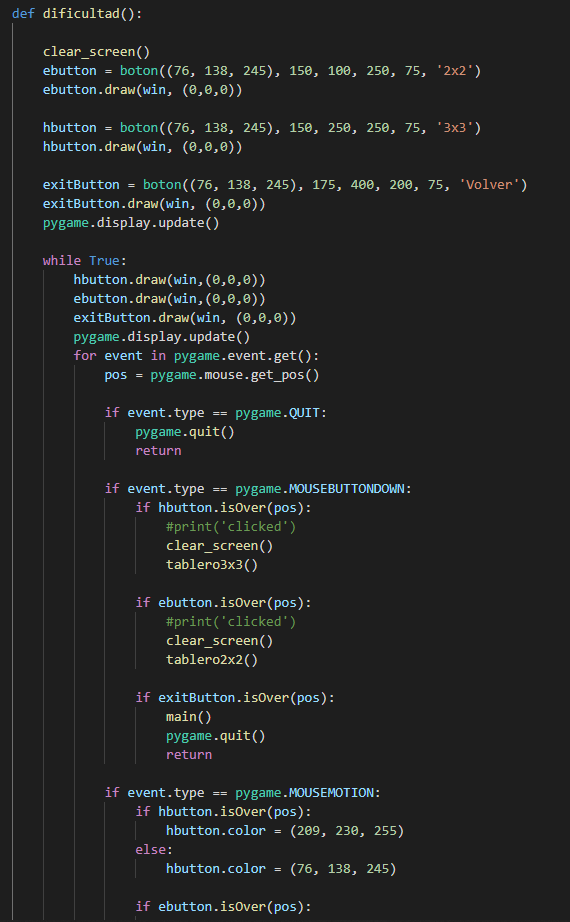 def dificultad():
clear_screen()
ebutton = boton((76, 138, 245), 150, 100, 250, 75, '2x2')
ebutton.draw(win, (0,0,0))
hbutton = boton((76, 138, 245), 150, 250, 250, 75, '3x3')
hbutton.draw(win, (0,0,0))
exitButton = boton((76, 138, 245), 175, 400, 200, 75, 'Volver')
exitButton.draw(win, (0,0,0))
pygame.display.update()
while True:
hbutton.draw(win,(0,0,0))
ebutton.draw(win,(0,0,0))
exitButton.draw(win, (0,0,0))
pygame.display.update()
for event in pygame.event.get():
pos = pygame.mouse.get_pos()
if event.type == pygame.QUIT:
pygame.quit()
return
if event.type == pygame.MOUSEBUTTONDOWN:
if hbutton.isOver(pos):
#print('clicked')
clear_screen()
tablero3x3()
if ebutton.isOver(pos):
#print('clicked')
clear_screen()
tablero2x2()
if exitButton.isOver(pos):
main()
pygame.quit()
return
if event.type == pygame.MOUSEMOTION:
if hbutton.isOver(pos):
hbutton.color = (209, 230, 255)
else:
hbutton.color = (76, 138, 245)
if ebutton.isOver(pos):